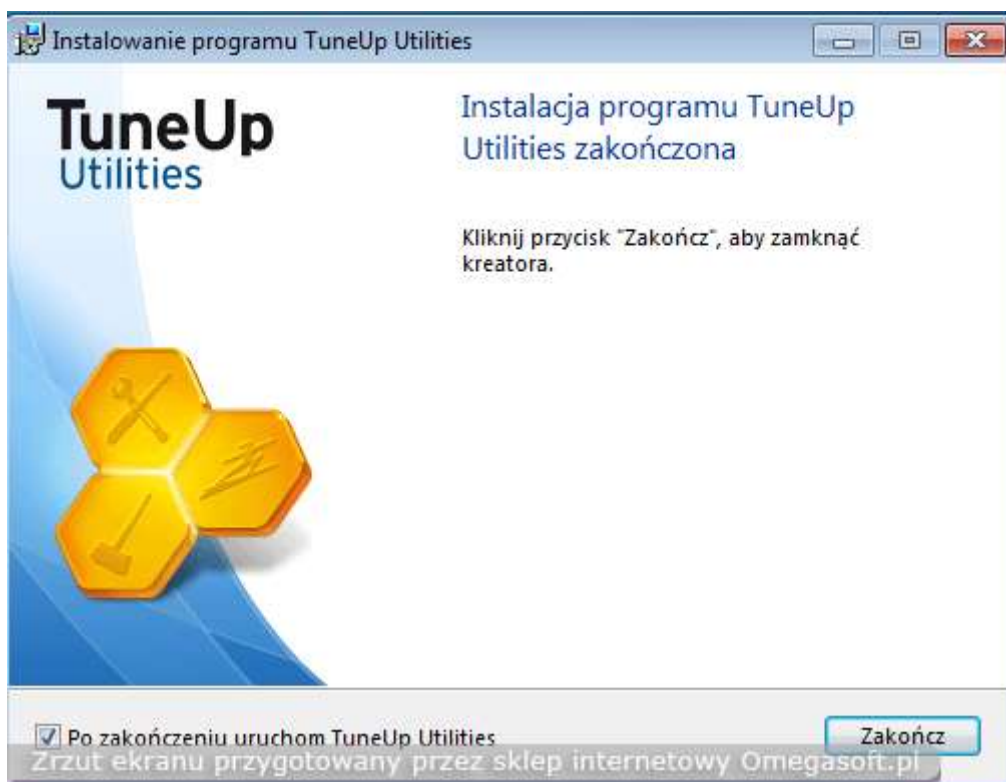 Instalowanie programu TuneUp Utilities
TuneUp
Utilities
Instalacja programu TuneUp
Utilities zakończona
Kliknij przycisk "Zakończ", aby zamknąć
kreatora.
Po zakończeniu uruchom TuneUp Utilities
Zakończ
Zrzut ekranu przygotowany przez sklep internetowy Omegasoft.pl